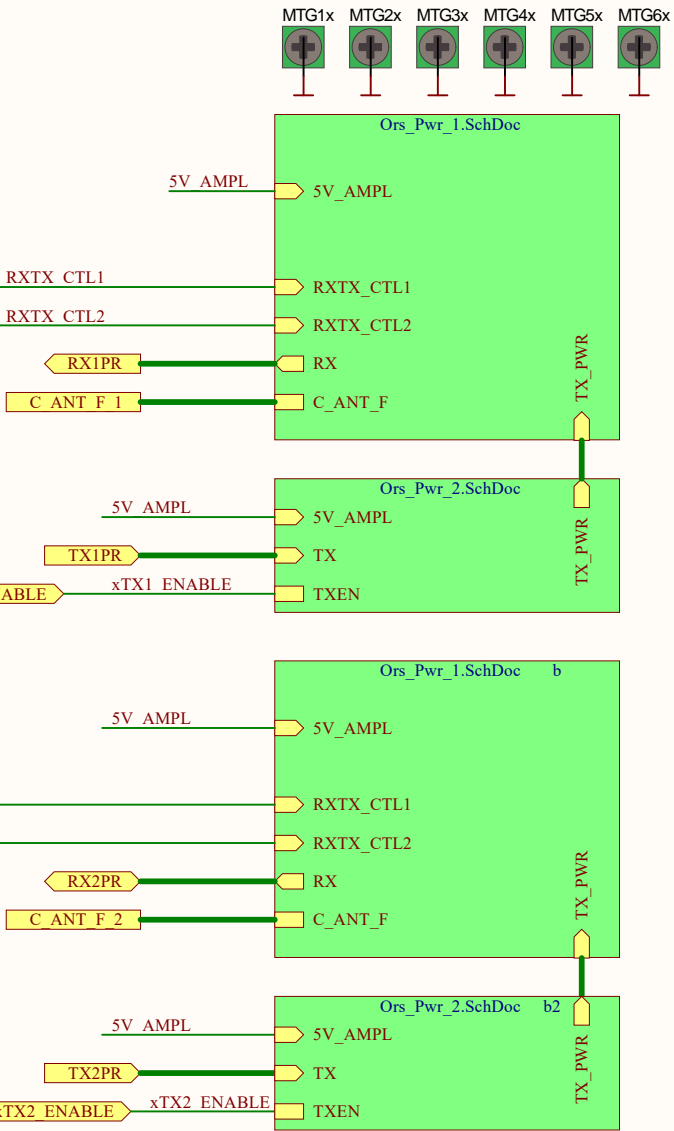 MTG1x MTG2x MTG3x MTG4x MTG5x MTG6x
Ors_Pwr_1.SchDoc
5V_AMPL 5V_AMPL
RXTX_CTL1 RXTX_CTL1
RXTX_CTL2 RXTX_CTL2
RX1PR RX
C_ANT_F_1 C_ANT_F
TX_PWR
Ors_Pwr_2.SchDoc
5V_AMPL 5V_AMPL
TX1PR TX
ABLE xTX1_ENABLE TXEN
TX_PWR
Ors_Pwr_1.SchDoc b
5V_AMPL 5V_AMPL
RXTX_CTL1
RXTX_CTL2
RX2PR RX
C_ANT_F_2 C_ANT_F
TX_PWR
Ors_Pwr_2.SchDoc b2
5V_AMPL 5V_AMPL
TX2PR TX
xTX2_ENABLE xTX2_ENABLE TXEN
TX_PWR